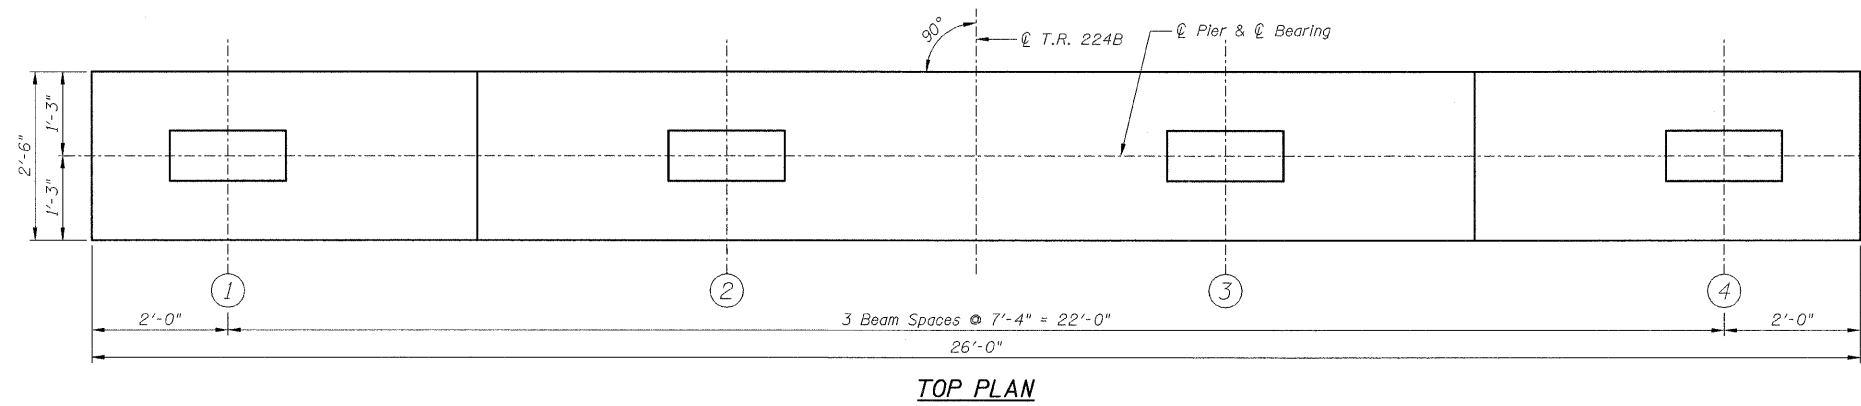 90°
℄ T.R. 224B
℄ Pier & ℄ Bearing
2'-6"
1'-3"
1'-3"
1
2
3
4
2'-0"
3 Beam Spaces @ 7'-4" = 22'-0"
2'-0"
26'-0"
TOP PLAN